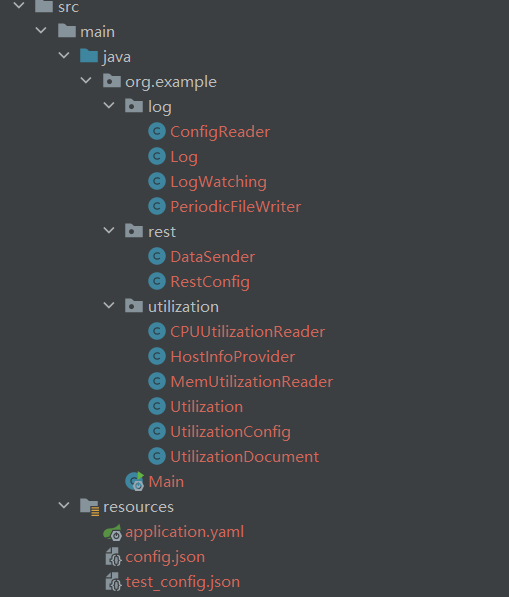 src
main
java
org.example
log
ConfigReader
Log
LogWatching
PeriodicFileWriter
rest
DataSender
RestConfig
utilization
CPUUtilizationReader
HostInfoProvider
MemUtilizationReader
Utilization
UtilizationConfig
UtilizationDocument
Main
resources
application.yaml
config.json
test_config.json